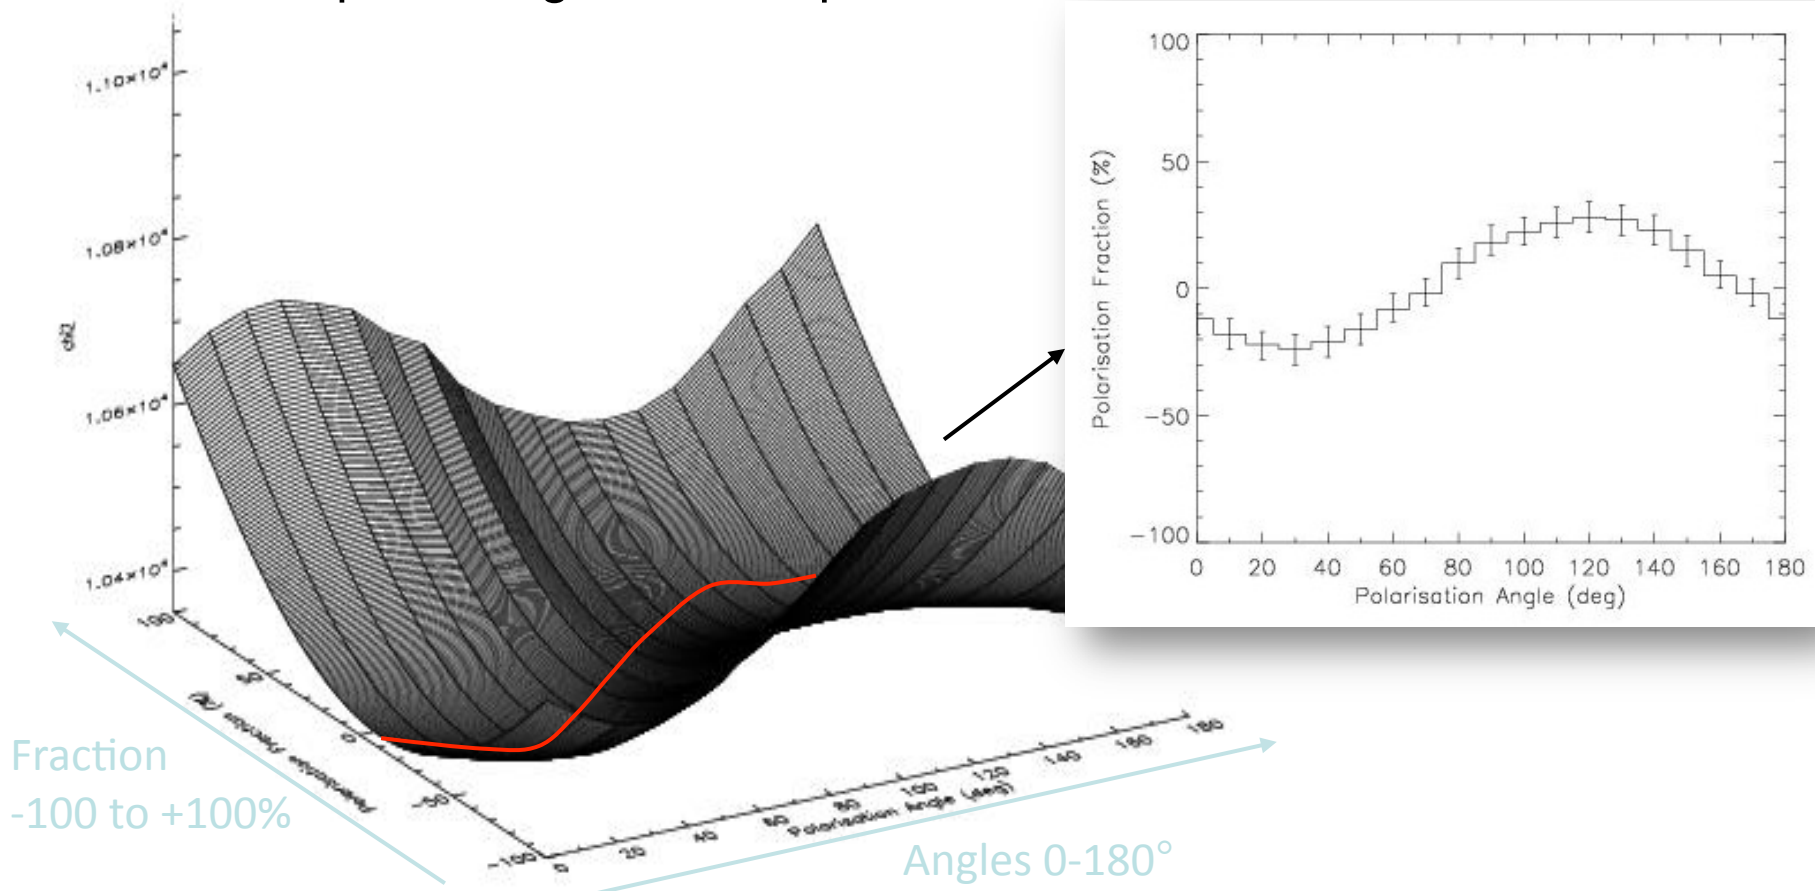 1.10×10⁴
1.08×10⁴
1.06×10⁴
1.04×10⁴
chi2
100
50
0
-50
-100
Polarisation Fraction (%)
0
20
40
60
80
100
120
140
160
180
Polarisation Angle (deg)
Fraction
-100 to +100%
Angles 0-180°
100
50
0
-50
-100
Polarisation Fraction (%)
0 20 40 60 80 100 120 140 160 180
Polarisation Angle (deg)